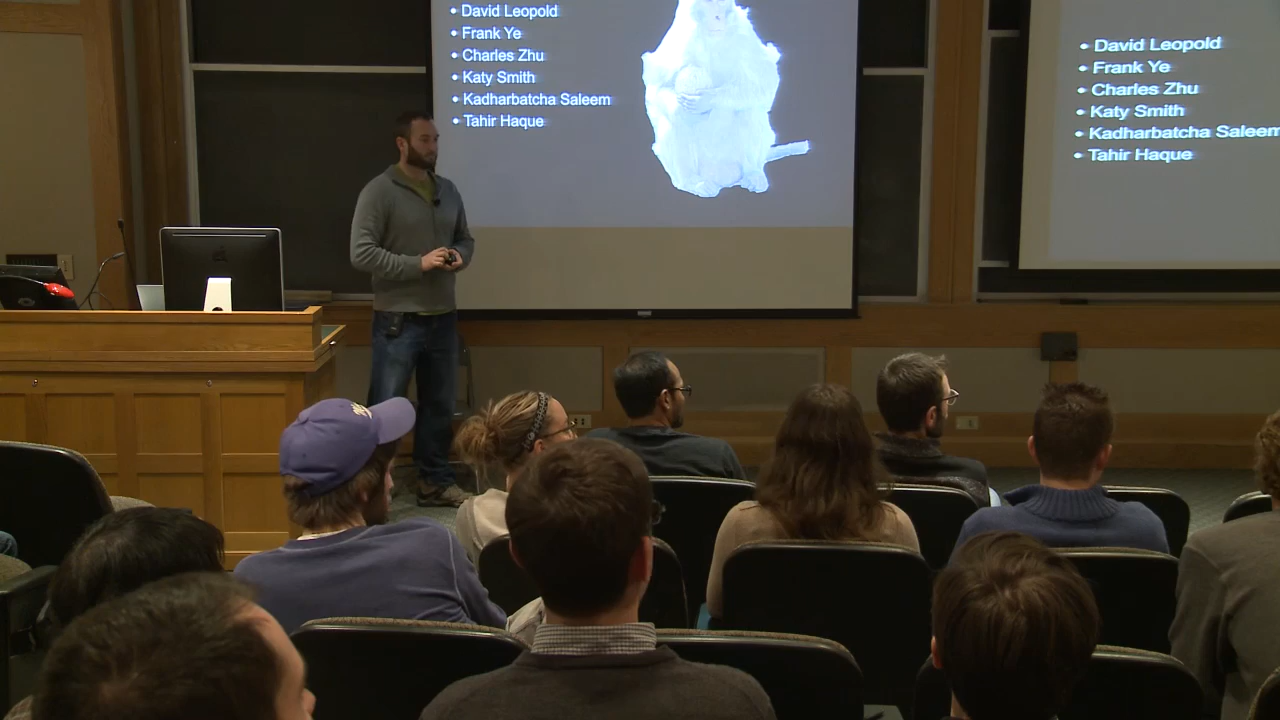 • David Leopold
• Frank Ye
• Charles Zhu
• Katy Smith
• Kadharbatcha Saleem
• Tahir Haque
• David Leopold
• Frank Ye
• Charles Zhu
• Katy Smith
• Kadharbatcha Saleem
• Tahir Haque